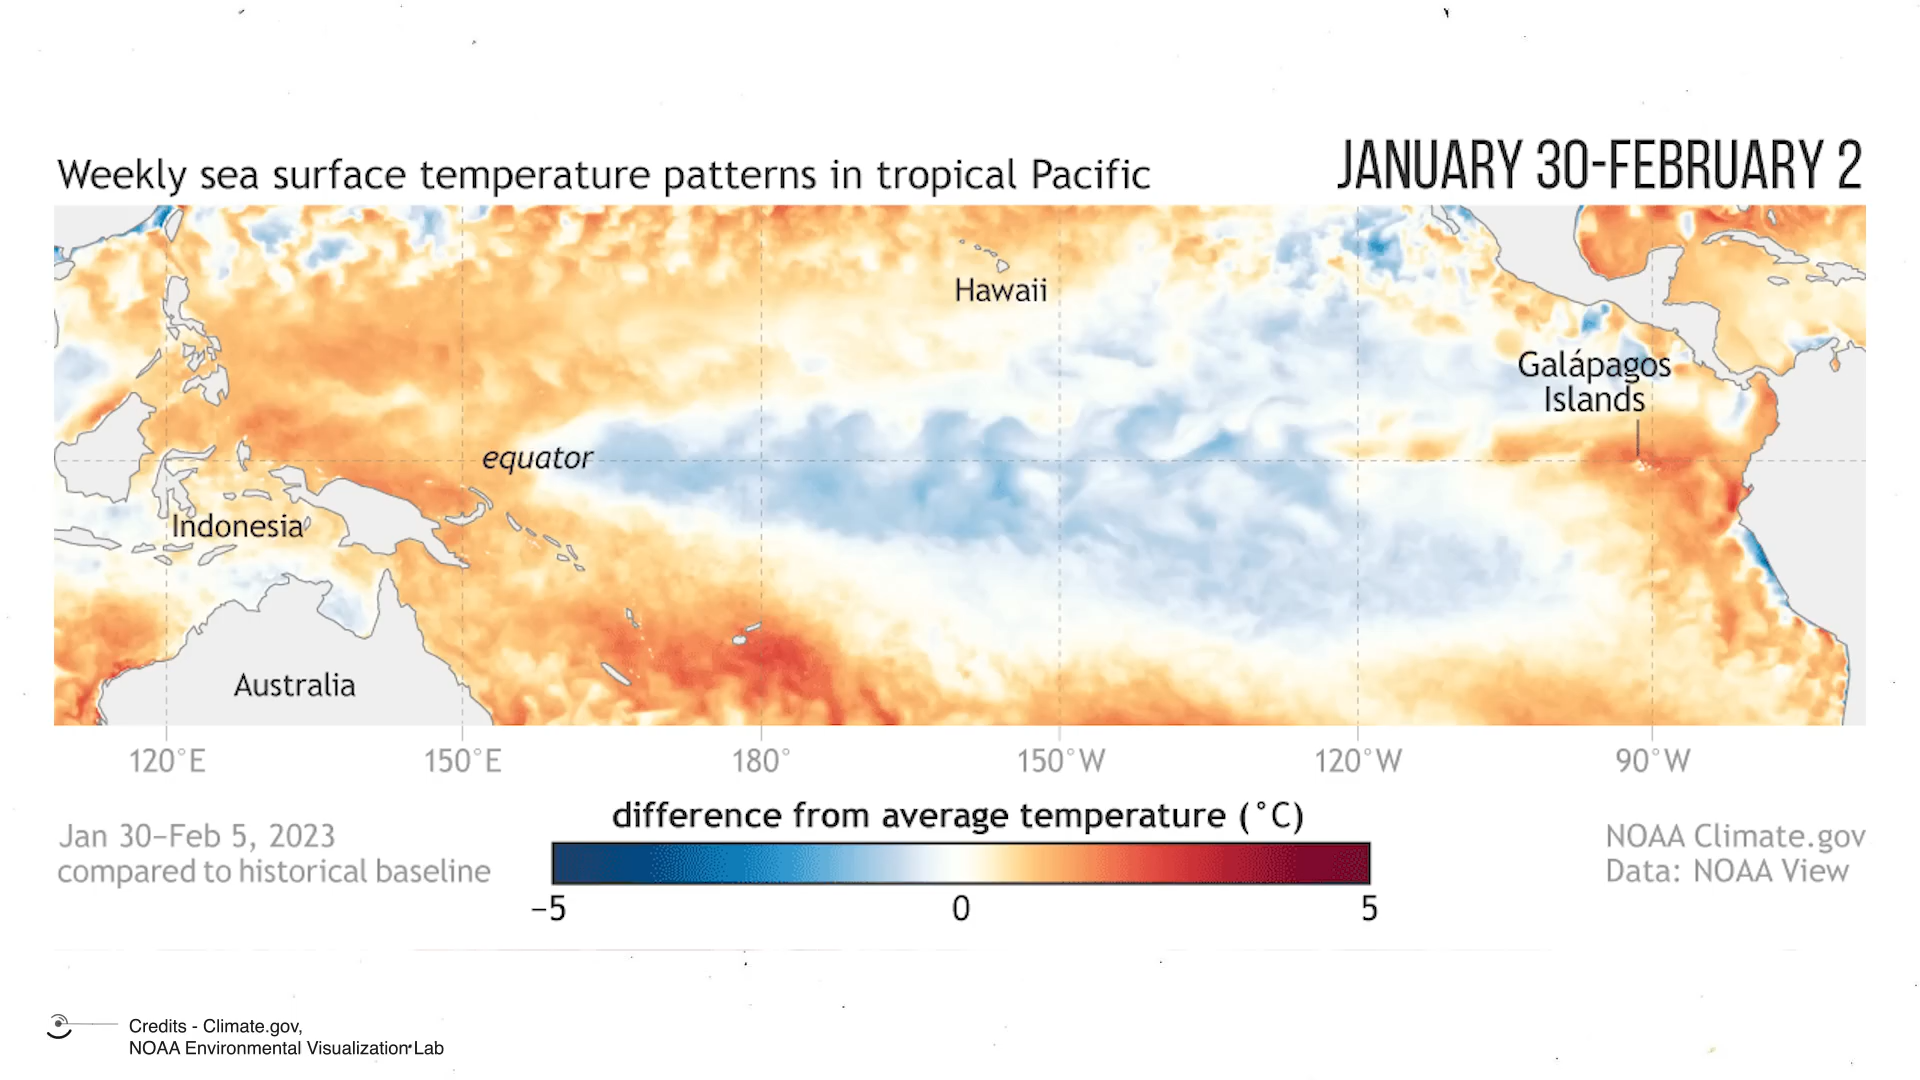 Weekly sea surface temperature patterns in tropical Pacific
JANUARY 30-FEBRUARY 2
Hawaii
Galápagos
Islands
equator
Indonesia
Australia
120°E
150°E
180°
150°W
120°W
90°W
difference from average temperature (°C)
-5
0
5
Jan 30–Feb 5, 2023
compared to historical baseline
NOAA Climate.gov
Data: NOAA View
Credits - Climate.gov,
NOAA Environmental Visualization Lab